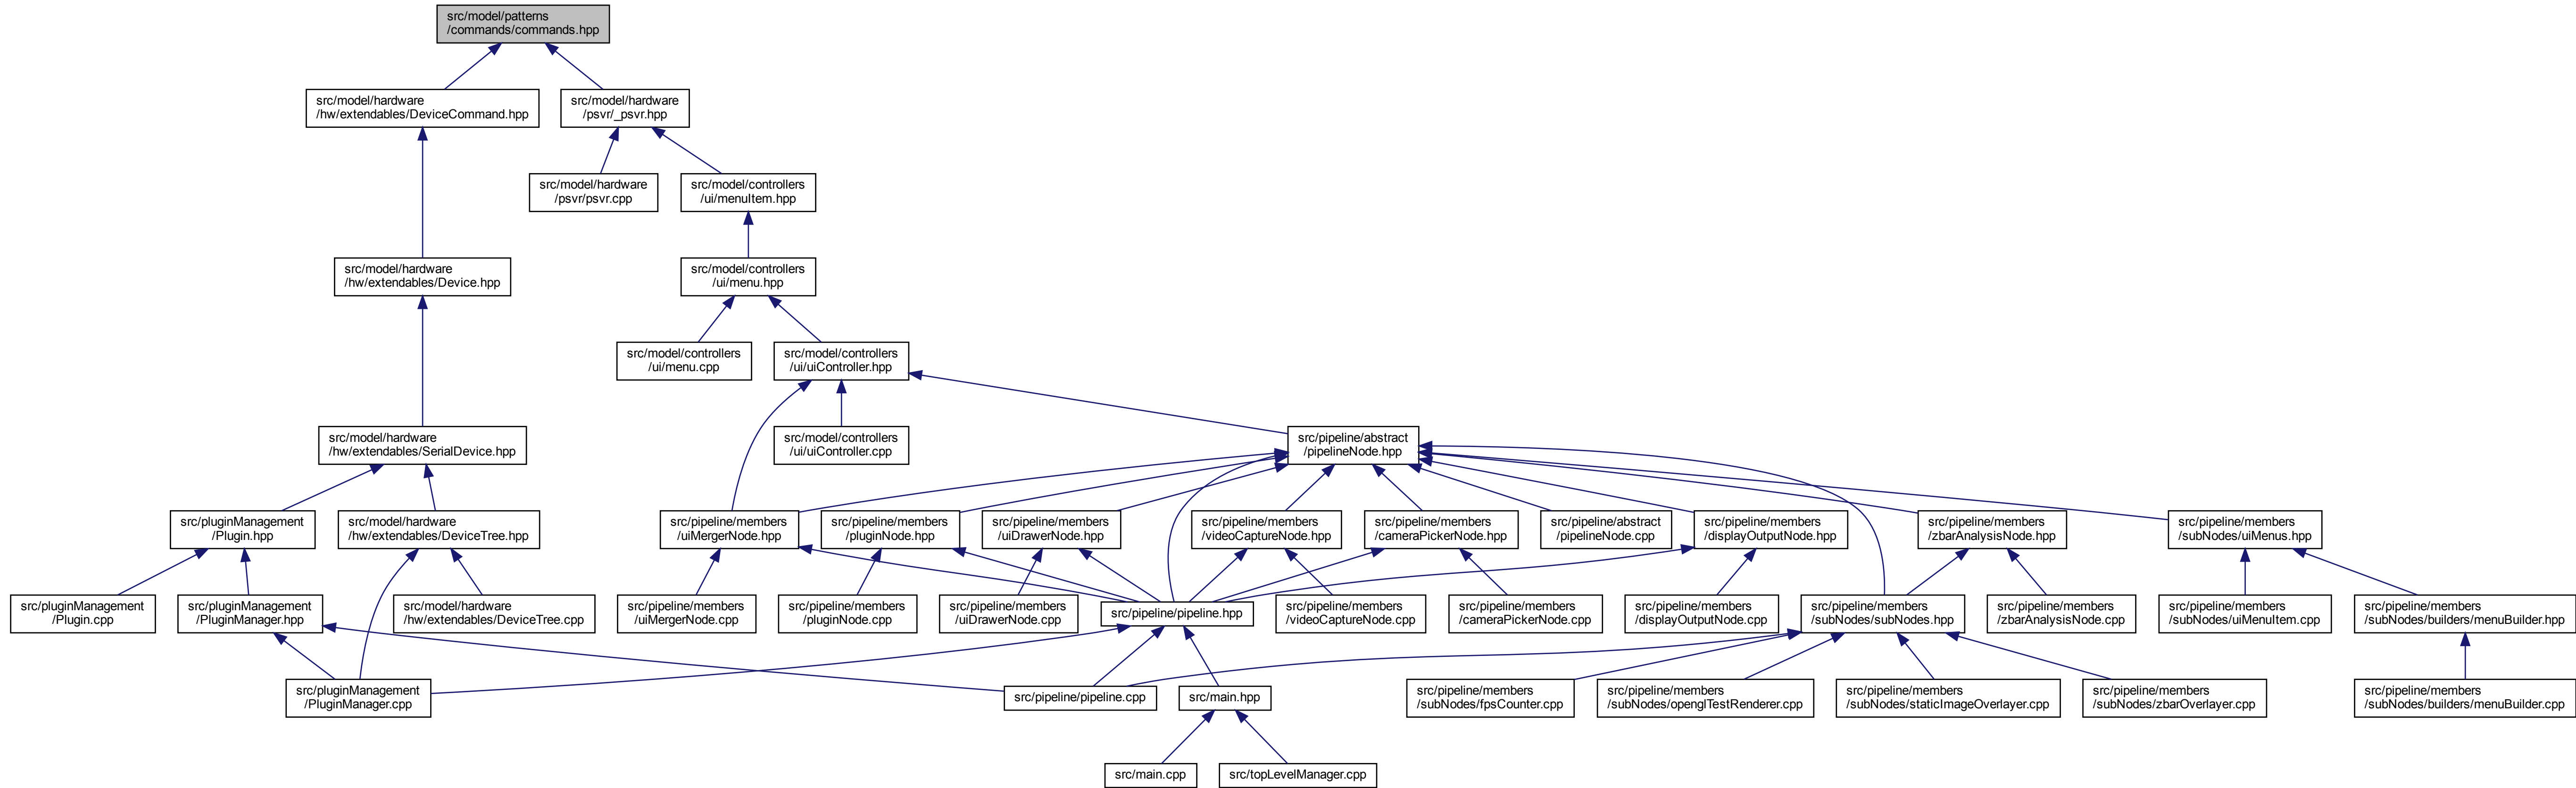 src/model/patterns
/commands/commands.hpp
src/model/hardware
/hw/extendables/DeviceCommand.hpp
src/model/hardware
/psvr/_psvr.hpp
src/model/hardware
/psvr/psvr.cpp
src/model/controllers
/ui/menuItem.hpp
src/model/hardware
/hw/extendables/Device.hpp
src/model/controllers
/ui/menu.hpp
src/model/controllers
/ui/menu.cpp
src/model/controllers
/ui/uiController.hpp
src/model/hardware
/hw/extendables/SerialDevice.hpp
src/model/controllers
/ui/uiController.cpp
src/pipeline/abstract
/pipelineNode.hpp
src/pluginManagement
/Plugin.hpp
src/model/hardware
/hw/extendables/DeviceTree.hpp
src/pipeline/members
/uiMergerNode.hpp
src/pipeline/members
/pluginNode.hpp
src/pipeline/members
/uiDrawerNode.hpp
src/pipeline/members
/videoCaptureNode.hpp
src/pipeline/members
/cameraPickerNode.hpp
src/pipeline/abstract
/pipelineNode.cpp
src/pipeline/members
/displayOutputNode.hpp
src/pipeline/members
/zbarAnalysisNode.hpp
src/pipeline/members
/subNodes/uiMenus.hpp
src/pluginManagement
/Plugin.cpp
src/pluginManagement
/PluginManager.hpp
src/model/hardware
/hw/extendables/DeviceTree.cpp
src/pipeline/members
/uiMergerNode.cpp
src/pipeline/members
/pluginNode.cpp
src/pipeline/members
/uiDrawerNode.cpp
src/pipeline/pipeline.hpp
src/pipeline/members
/videoCaptureNode.cpp
src/pipeline/members
/cameraPickerNode.cpp
src/pipeline/members
/displayOutputNode.cpp
src/pipeline/members
/subNodes/subNodes.hpp
src/pipeline/members
/zbarAnalysisNode.cpp
src/pipeline/members
/subNodes/uiMenuItem.cpp
src/pipeline/members
/subNodes/builders/menuBuilder.hpp
src/pluginManagement
/PluginManager.cpp
src/pipeline/pipeline.cpp
src/main.hpp
src/pipeline/members
/subNodes/fpsCounter.cpp
src/pipeline/members
/subNodes/openglTestRenderer.cpp
src/pipeline/members
/subNodes/staticImageOverlayer.cpp
src/pipeline/members
/subNodes/zbarOverlayer.cpp
src/pipeline/members
/subNodes/builders/menuBuilder.cpp
src/main.cpp
src/topLevelManager.cpp